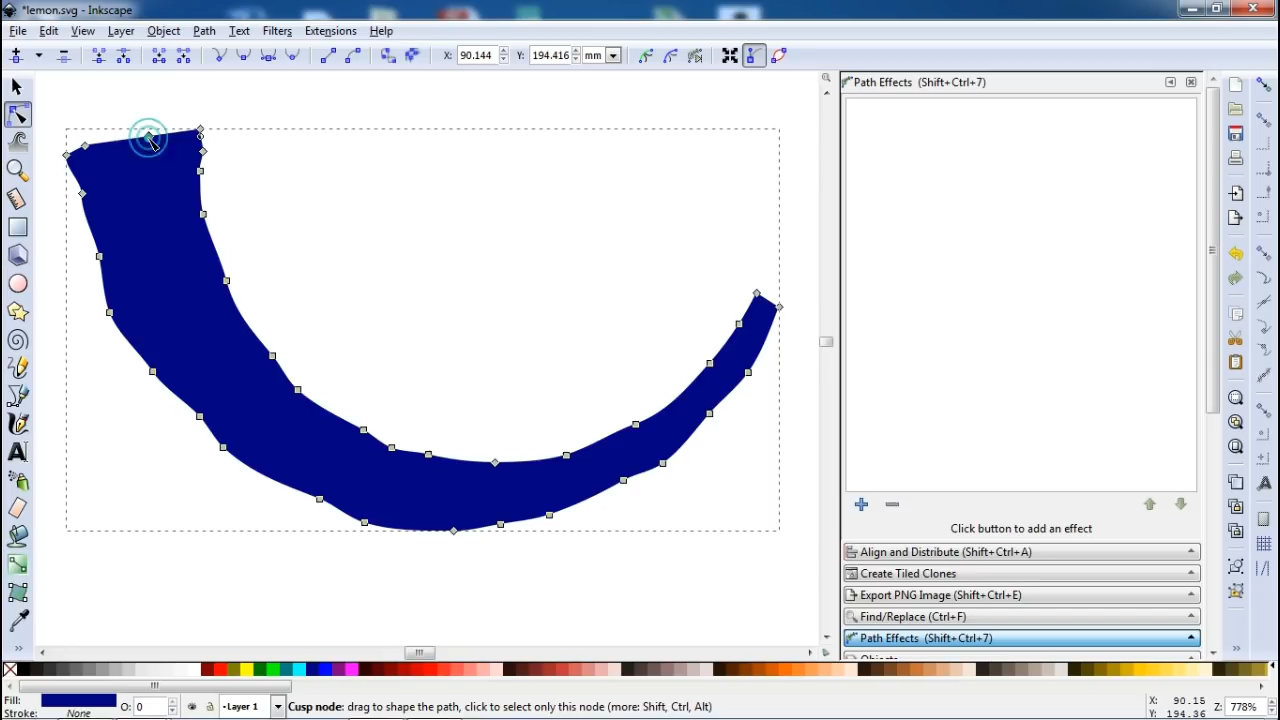 *lemon.svg - Inkscape
File Edit View Layer Object Path Text Filters Extensions Help
X: 90.144 Y: 194.416 mm
Path Effects (Shift+Ctrl+7)
Click button to add an effect
Align and Distribute (Shift+Ctrl+A)
Create Tiled Clones
Export PNG Image (Shift+Ctrl+E)
Find/Replace (Ctrl+F)
Path Effects (Shift+Ctrl+7)
Fill:
Stroke: None
O: 0
Layer 1
Cusp node: drag to shape the path, click to select only this node (more: Shift, Ctrl, Alt)
X: 90.15
Y: 194.36
Z: 778%